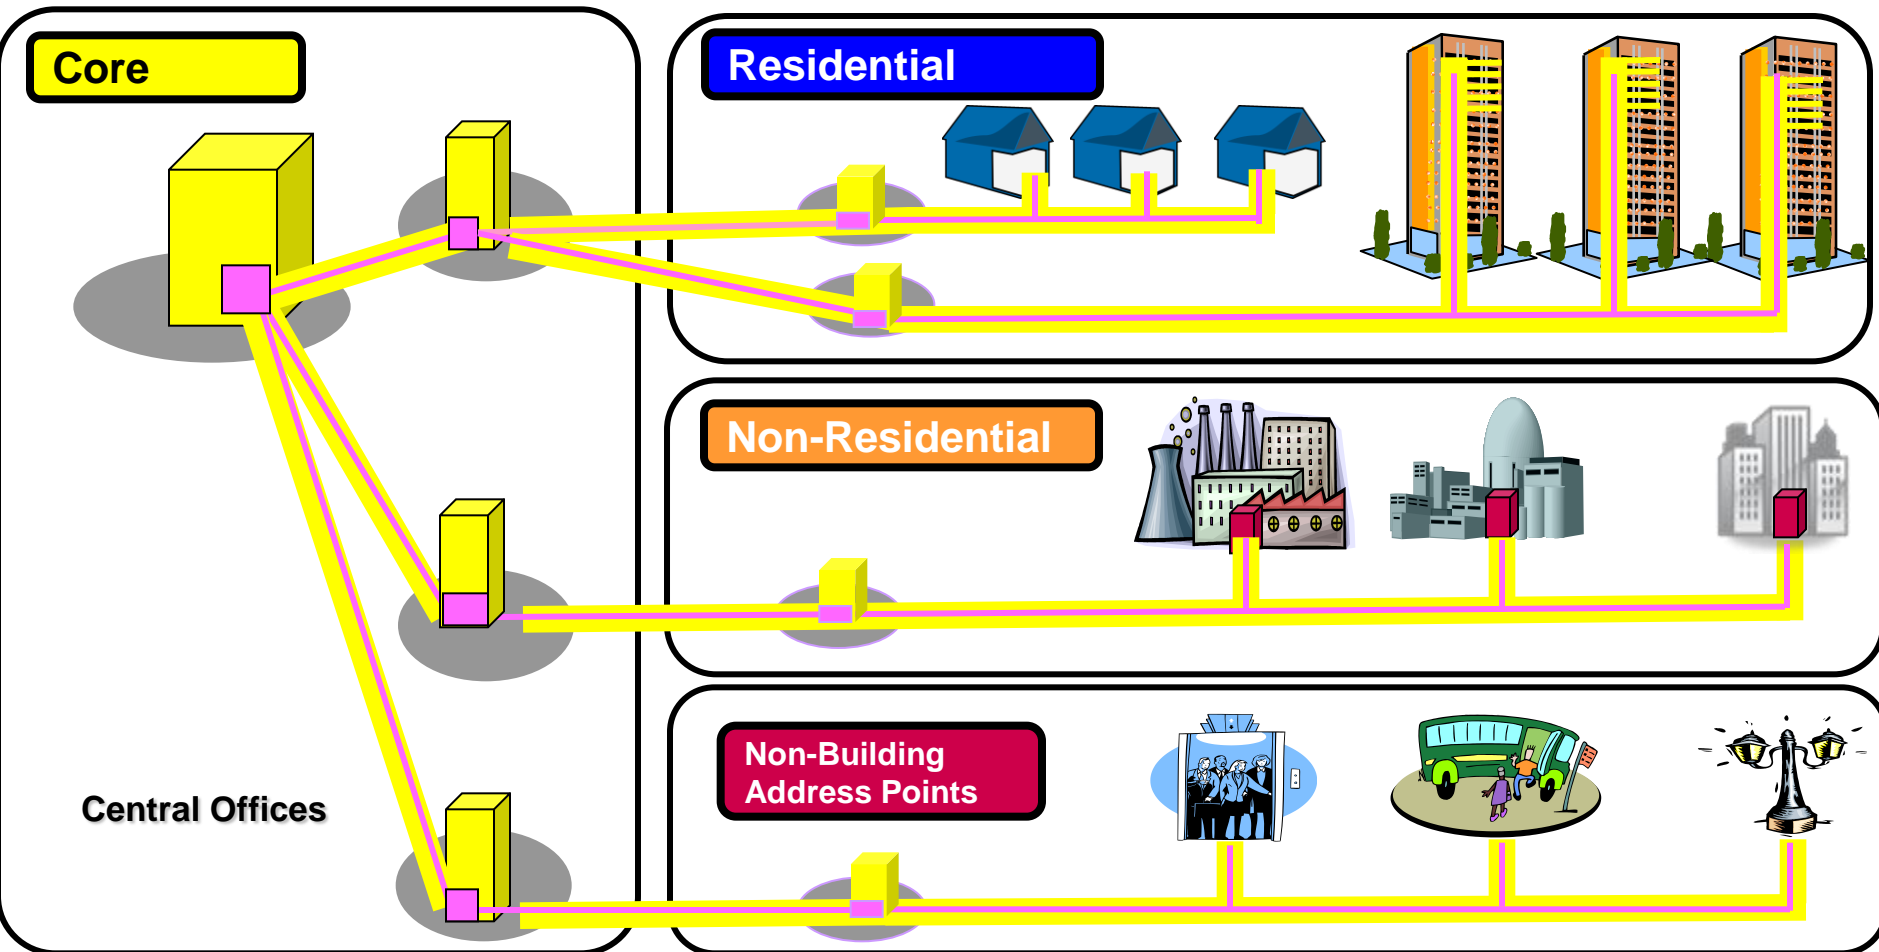 Core
Residential
Non-Residential
Non-Building
Address Points
Central Offices